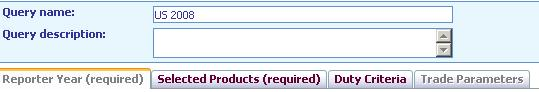 Query name: US 2008
Query description:
Reporter Year (required) Selected Products (required) Duty Criteria Trade Parameters